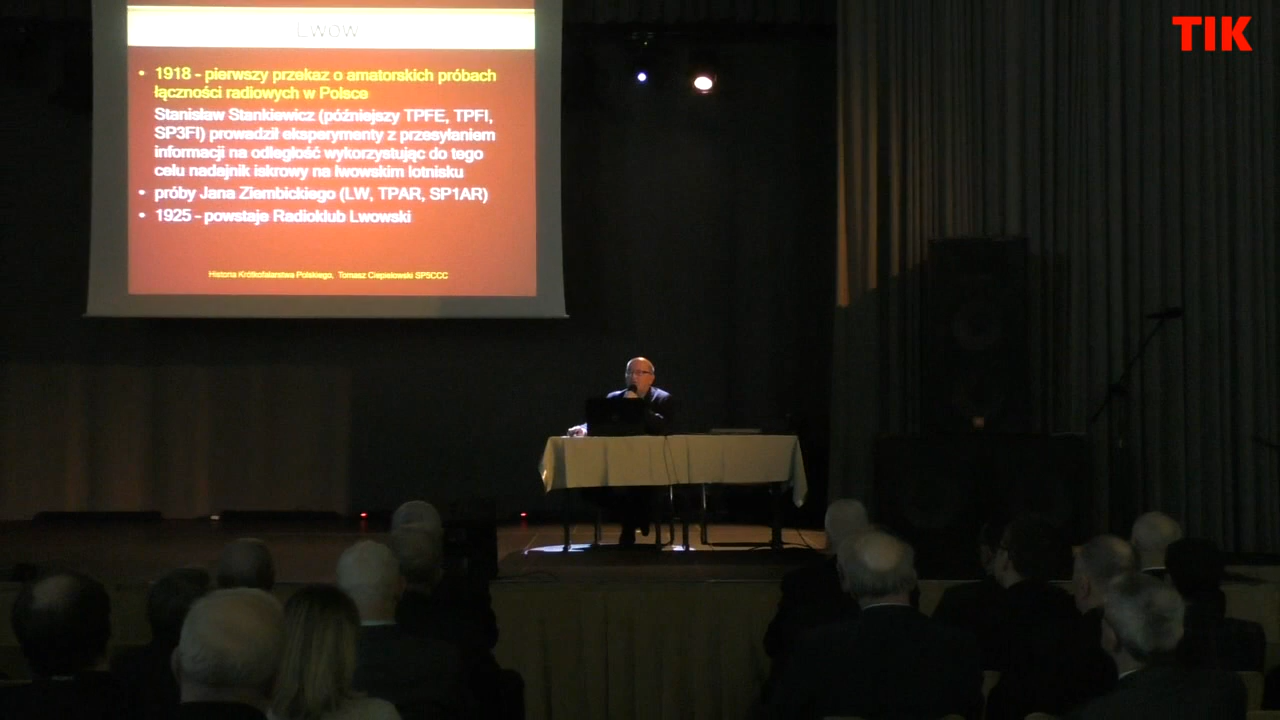 TIK
Lwów
• 1918 - pierwszy przekaz o amatorskich próbach
łączności radiowych w Polsce
Stanisław Stankiewicz (późniejszy TPFE, TPFI,
SP3FI) prowadził eksperymenty z przesyłaniem
informacji na odległość wykorzystując do tego
celu nadajnik iskrowy na lwowskim lotnisku
• próby Jana Ziembickiego (LW, TPAR, SP1AR)
• 1925 - powstaje Radioklub Lwowski
Historia Krótkofalarstwa Polskiego, Tomasz Ciepielowski SP5CCC